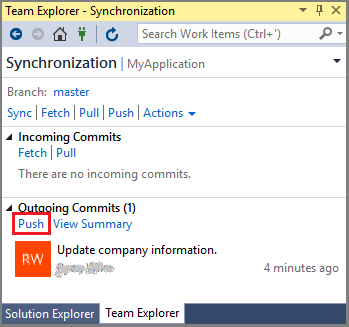 Team Explorer - Synchronization
Search Work Items (Ctrl+')
Synchronization | MyApplication
Branch: master
Sync | Fetch | Pull | Push | Actions
Incoming Commits
Fetch | Pull
There are no incoming commits.
Outgoing Commits (1)
Push View Summary
RW
Update company information.
4 minutes ago
Solution Explorer Team Explorer